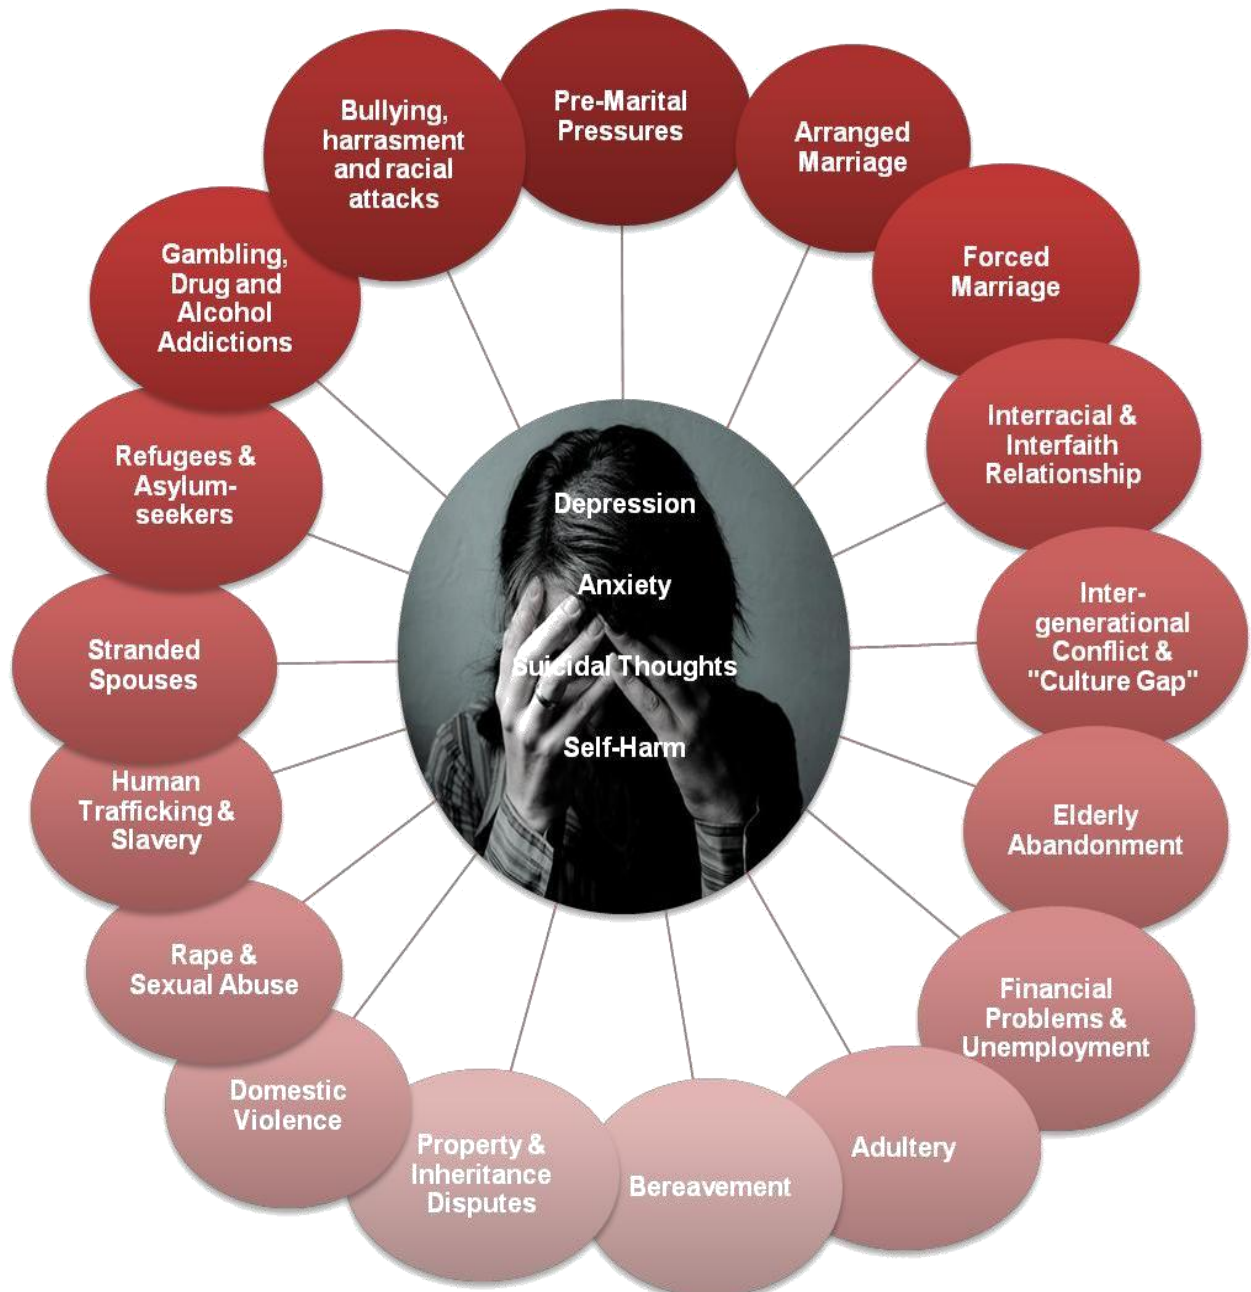 Pre-Marital
Pressures
Arranged
Marriage
Forced
Marriage
Interracial &
Interfaith
Relationship
Inter-
generational
Conflict &
"Culture Gap"
Elderly
Abandonment
Financial
Problems &
Unemployment
Adultery
Bereavement
Property &
Inheritance
Disputes
Domestic
Violence
Rape &
Sexual Abuse
Human
Trafficking &
Slavery
Stranded
Spouses
Refugees &
Asylum-
seekers
Gambling,
Drug and
Alcohol
Addictions
Bullying,
harrasment
and racial
attacks
Depression
Anxiety
Suicidal Thoughts
Self-Harm